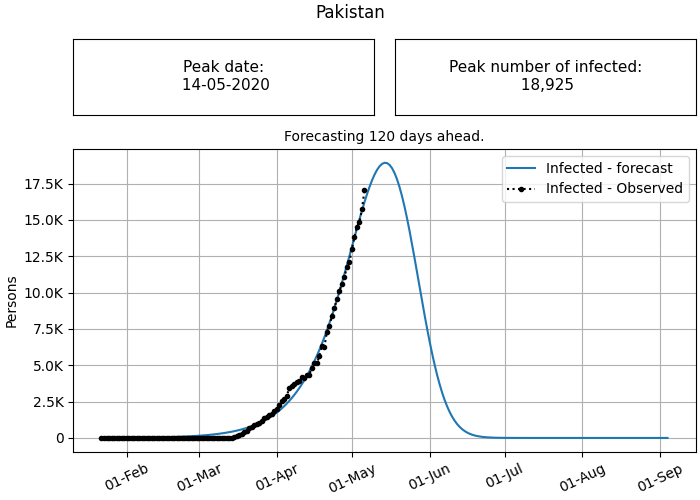 Pakistan
Peak date:
14-05-2020
Peak number of infected:
18,925
Forecasting 120 days ahead.
Infected - forecast
Infected - Observed
Persons
17.5K
15.0K
12.5K
10.0K
7.5K
5.0K
2.5K
0
01-Feb
01-Mar
01-Apr
01-May
01-Jun
01-Jul
01-Aug
01-Sep